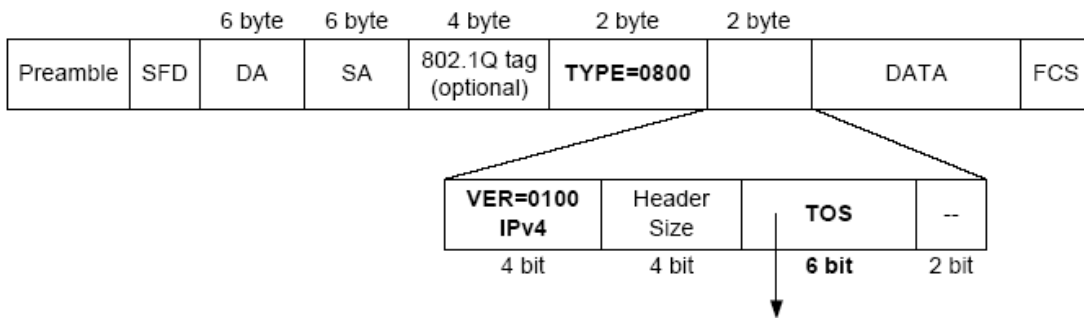 6 byte 6 byte 4 byte 2 byte 2 byte
Preamble SFD DA SA 802.1Q tag (optional) TYPE=0800 DATA FCS
VER=0100 IPv4 Header Size TOS --
4 bit 4 bit 6 bit 2 bit